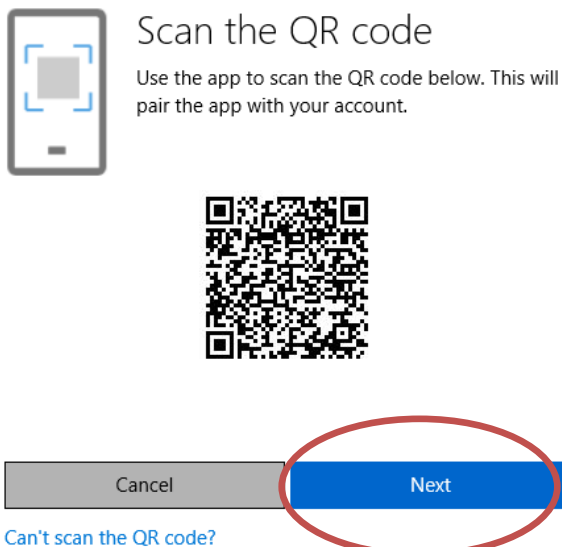 Scan the QR code
Use the app to scan the QR code below. This will
pair the app with your account.
Cancel
Next
Can't scan the QR code?